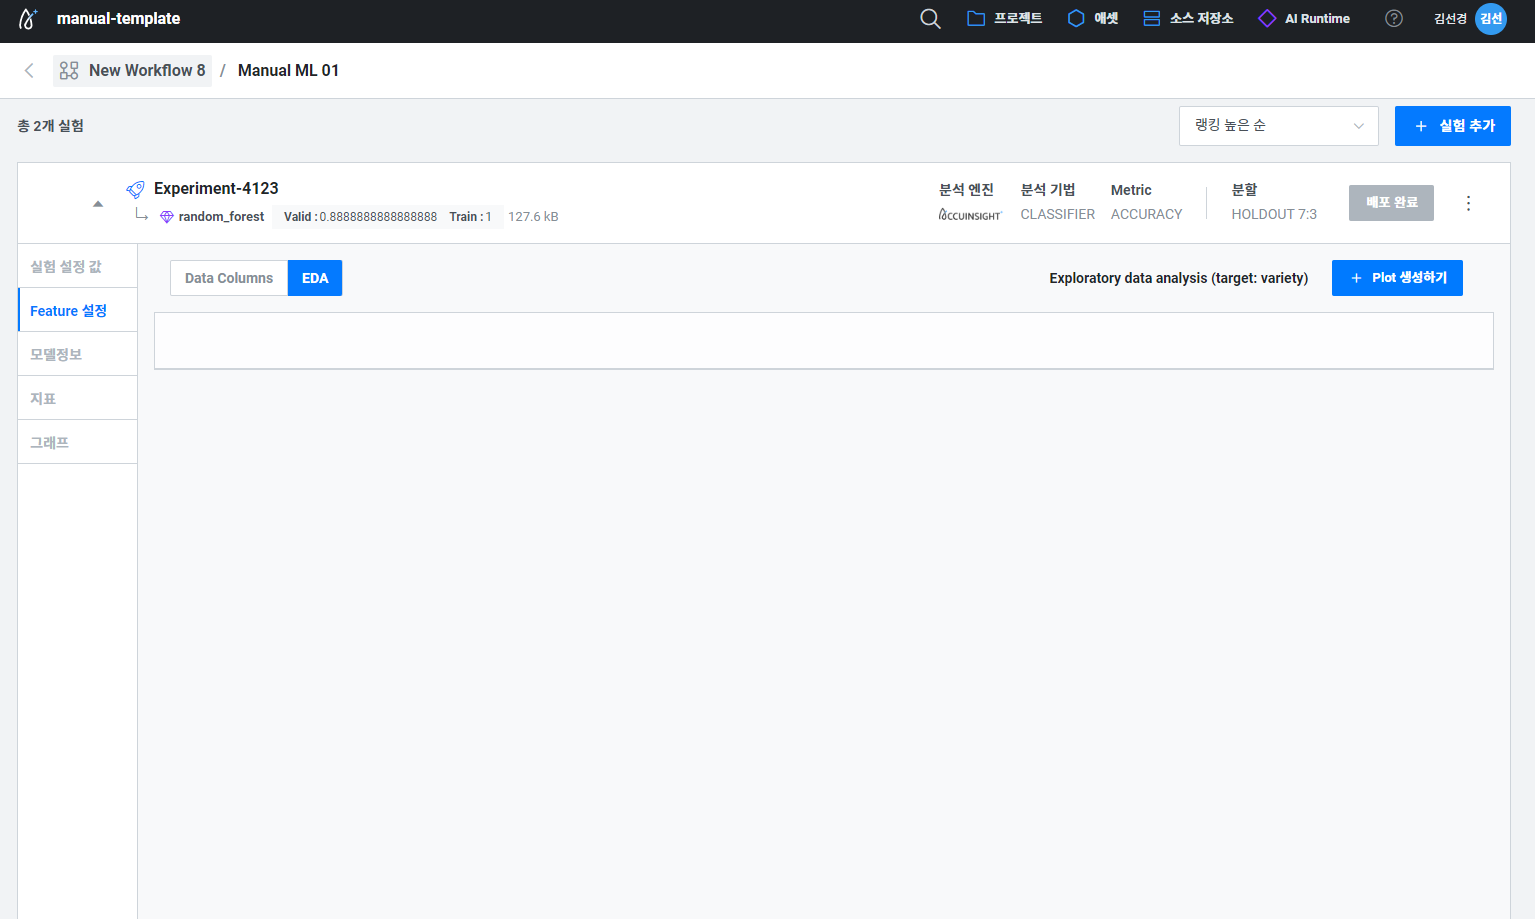 manual-template
프로젝트
에셋
소스 저장소
AI Runtime
?
김선경
김선
New Workflow 8 / Manual ML 01
총 2개 실험
랭킹 높은 순
+ 실험 추가
Experiment-4123
random_forest Valid : 0.8888888888888888 Train : 1 127.6 kB
분석 엔진
ACCUINSIGHT+
분석 기법
CLASSIFIER
Metric
ACCURACY
분할
HOLDOUT 7:3
배포 완료
실험 설정 값
Feature 설정
모델정보
지표
그래프
Data Columns
EDA
Exploratory data analysis (target: variety)
+ Plot 생성하기